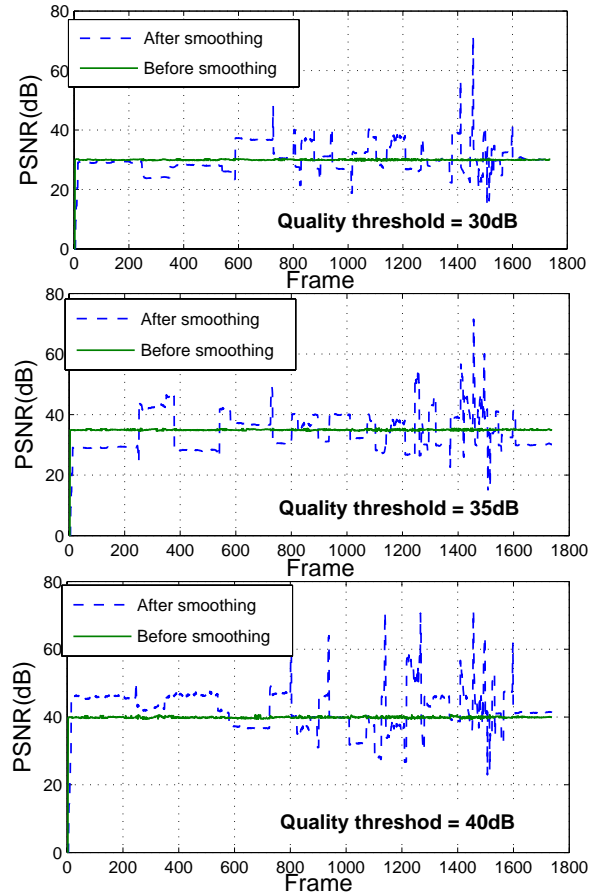 80
60
40
20
0
PSNR(dB)
After smoothing
Before smoothing
Quality threshold = 30dB
0 200 400 600 800 1000 1200 1400 1600 1800
Frame
80
60
40
20
0
PSNR(dB)
After smoothing
Before smoothing
Quality threshold = 35dB
0 200 400 600 800 1000 1200 1400 1600 1800
Frame
80
60
40
20
0
PSNR(dB)
After smoothing
Before smoothing
Quality threshod = 40dB
0 200 400 600 800 1000 1200 1400 1600 1800
Frame